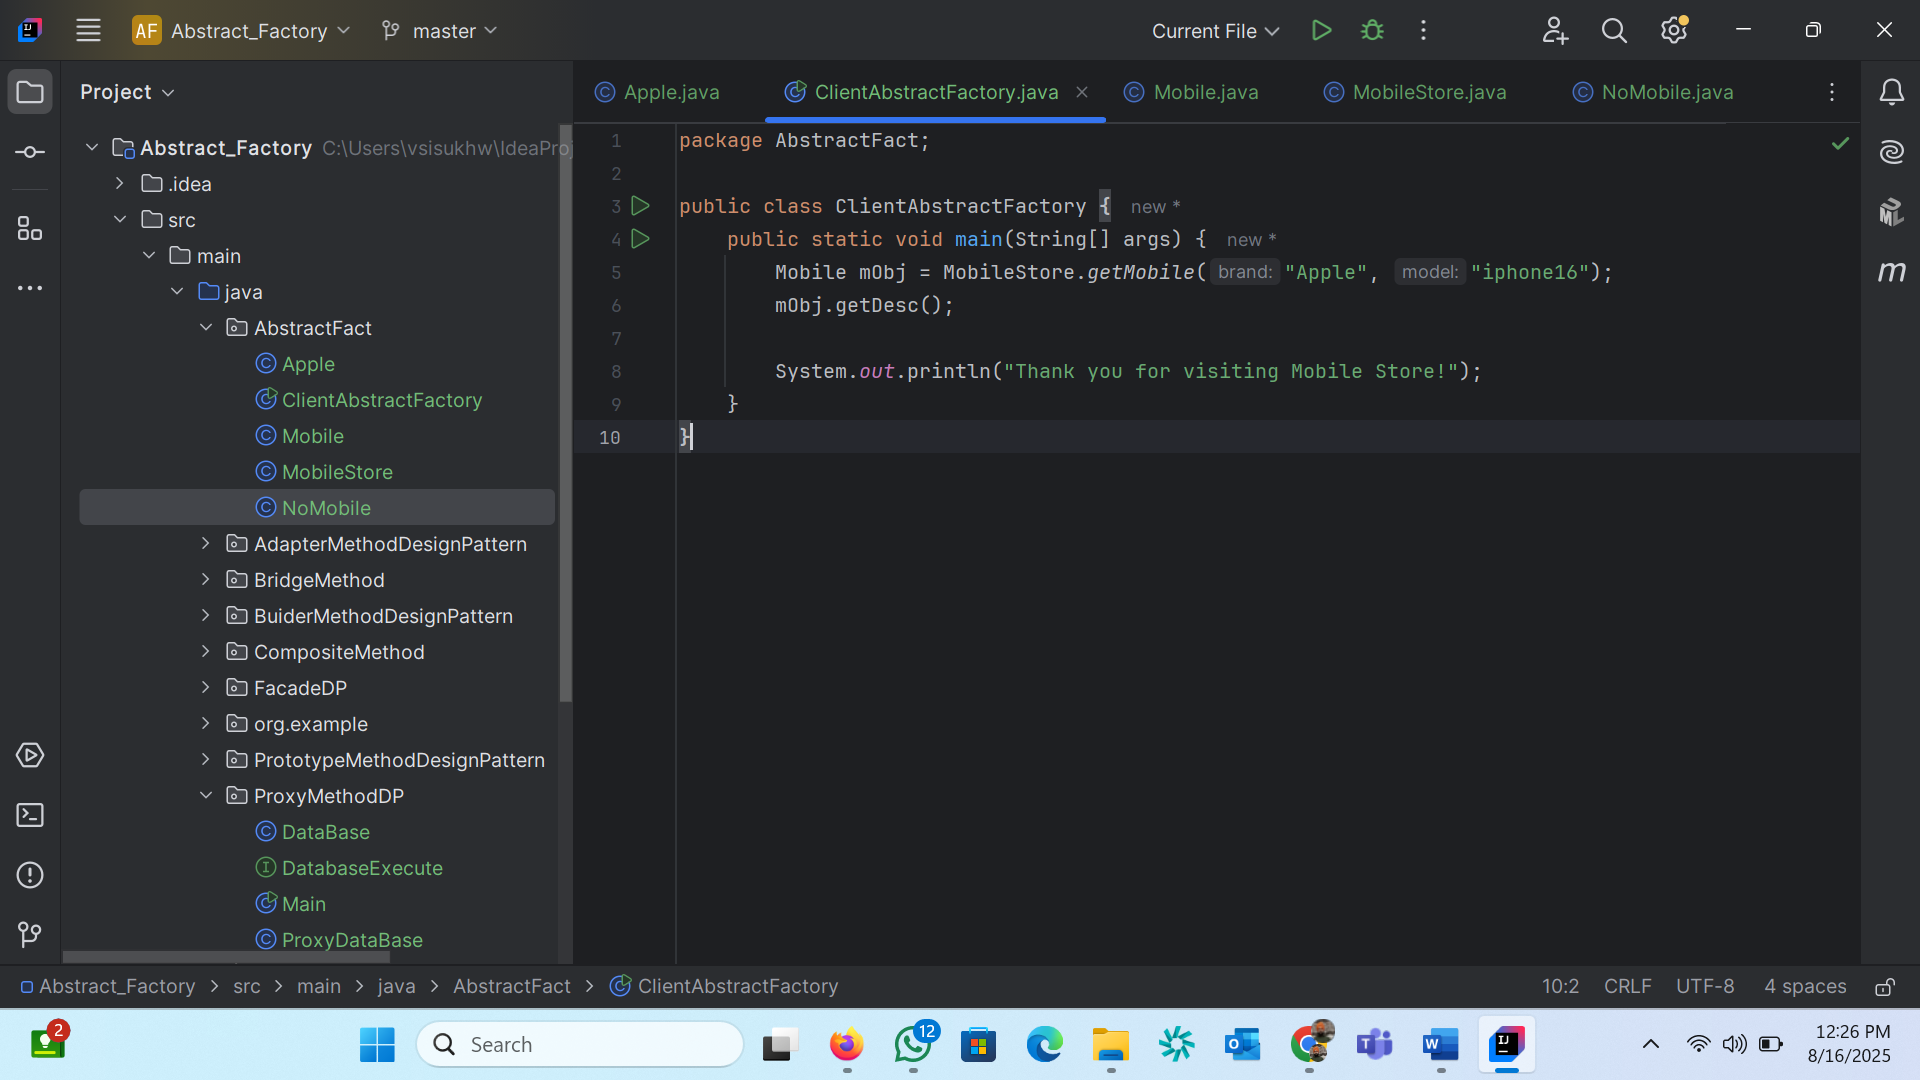 AF Abstract_Factory master Current File
Project
Apple.java ClientAbstractFactory.java Mobile.java MobileStore.java NoMobile.java
Abstract_Factory C:\Users\vsisukhw\IdeaProj
.idea
src
main
java
AbstractFact
Apple
ClientAbstractFactory
Mobile
MobileStore
NoMobile
AdapterMethodDesignPattern
BridgeMethod
BuiderMethodDesignPattern
CompositeMethod
FacadeDP
org.example
PrototypeMethodDesignPattern
ProxyMethodDP
DataBase
DatabaseExecute
Main
ProxyDataBase
1 package AbstractFact;
2
3 public class ClientAbstractFactory { new *
4 public static void main(String[] args) { new *
5 Mobile mObj = MobileStore.getMobile( brand: "Apple", model: "iphone16");
6 mObj.getDesc();
7
8 System.out.println("Thank you for visiting Mobile Store!");
9 }
10 }
Abstract_Factory > src > main > java > AbstractFact > ClientAbstractFactory
10:2 CRLF UTF-8 4 spaces
2
Search
12
12:26 PM
8/16/2025